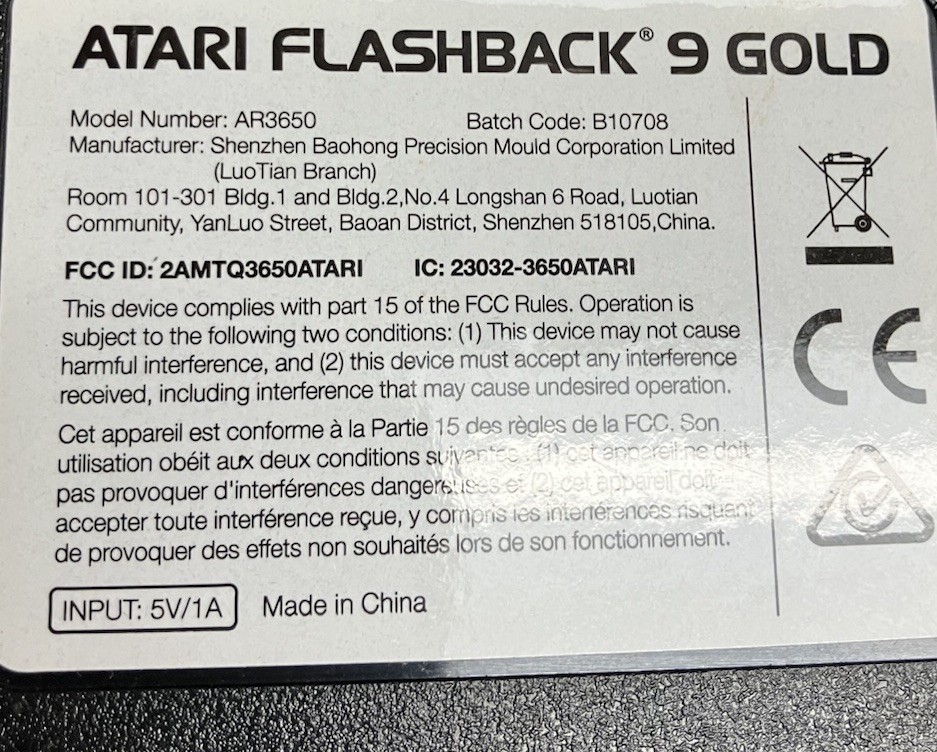 ATARI FLASHBACK® 9 GOLD
Model Number: AR3650 Batch Code: B10708
Manufacturer: Shenzhen Baohong Precision Mould Corporation Limited
(LuoTian Branch)
Room 101-301 Bldg.1 and Bldg.2,No.4 Longshan 6 Road, Luotian
Community, YanLuo Street, Baoan District, Shenzhen 518105,China.
FCC ID: 2AMTQ3650ATARI IC: 23032-3650ATARI
This device complies with part 15 of the FCC Rules. Operation is
subject to the following two conditions: (1) This device may not cause
harmful interference, and (2) this device must accept any interference
received, including interference that may cause undesired operation.
Cet appareil est conforme à la Partie 15 des règles de la FCC. Son
utilisation obéit aux deux conditions suivantes : (1) cet appareil ne doit
pas provoquer d'interférences dangereuses et (2) cet appareil doit
accepter toute interférence reçue, y compris les interférences risquant
de provoquer des effets non souhaités lors de son fonctionnement.
INPUT: 5V/1A Made in China
CE